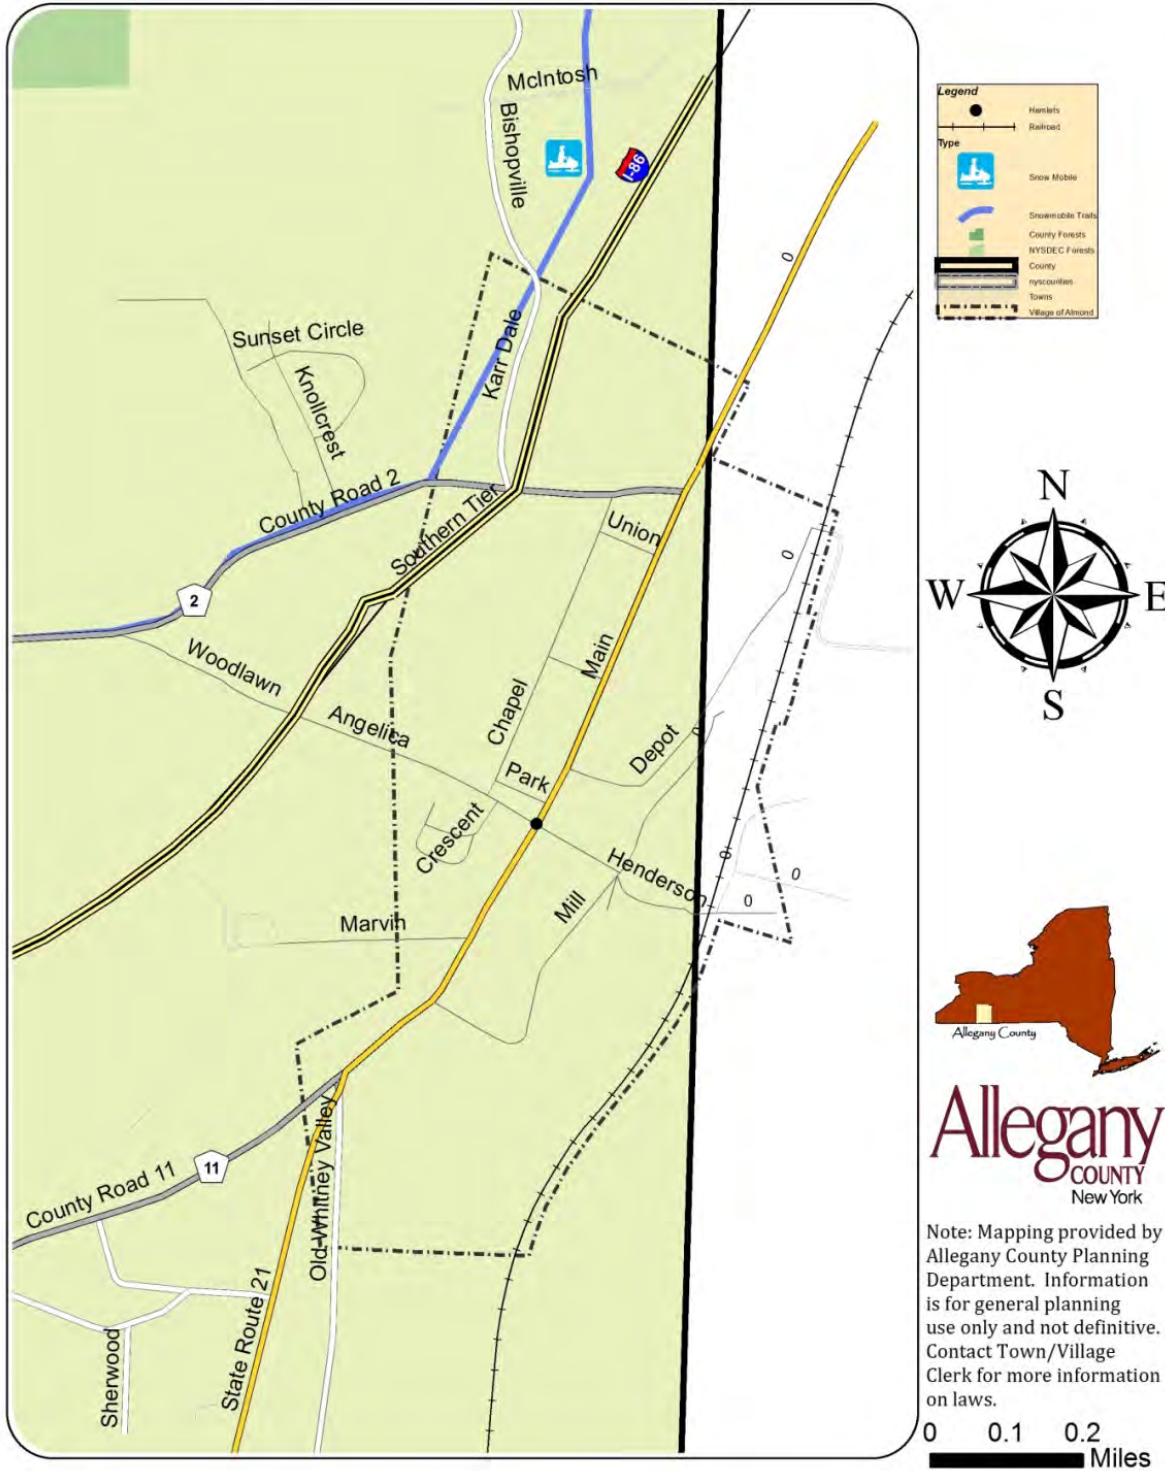 McIntosh
Bishopville
I-86
0
Sunset Circle
Karr Dale
Knollcrest
County Road 2
Southern Tier
Union
0
2
Woodlawn
Main
Angelica
Chapel
Depot
0
Park
Crescent
Henderson
0
0
0
Mill
Marvin
Old Whitney Valley
11
County Road 11
State Route 21
Sherwood
Legend
Hamlets
Railroad
Type
Snow Mobile
Snowmobile Trails
County Forests
NYSDEC Forests
County
nyscounties
Towns
Village of Almond
N
W
E
S
Allegany County
Allegany
COUNTY
New York
Note: Mapping provided by
Allegany County Planning
Department. Information
is for general planning
use only and not definitive.
Contact Town/Village
Clerk for more information
on laws.
0 0.1 0.2
Miles